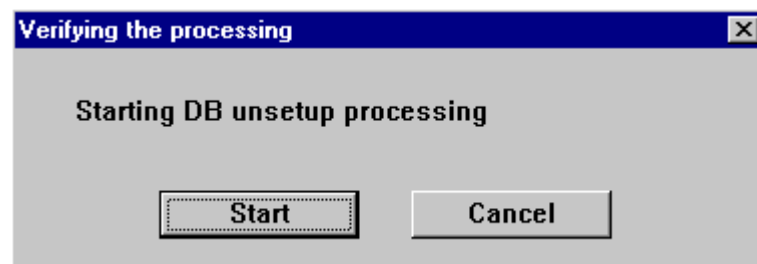 Verifying the processing
Starting DB unsetup processing
Start Cancel